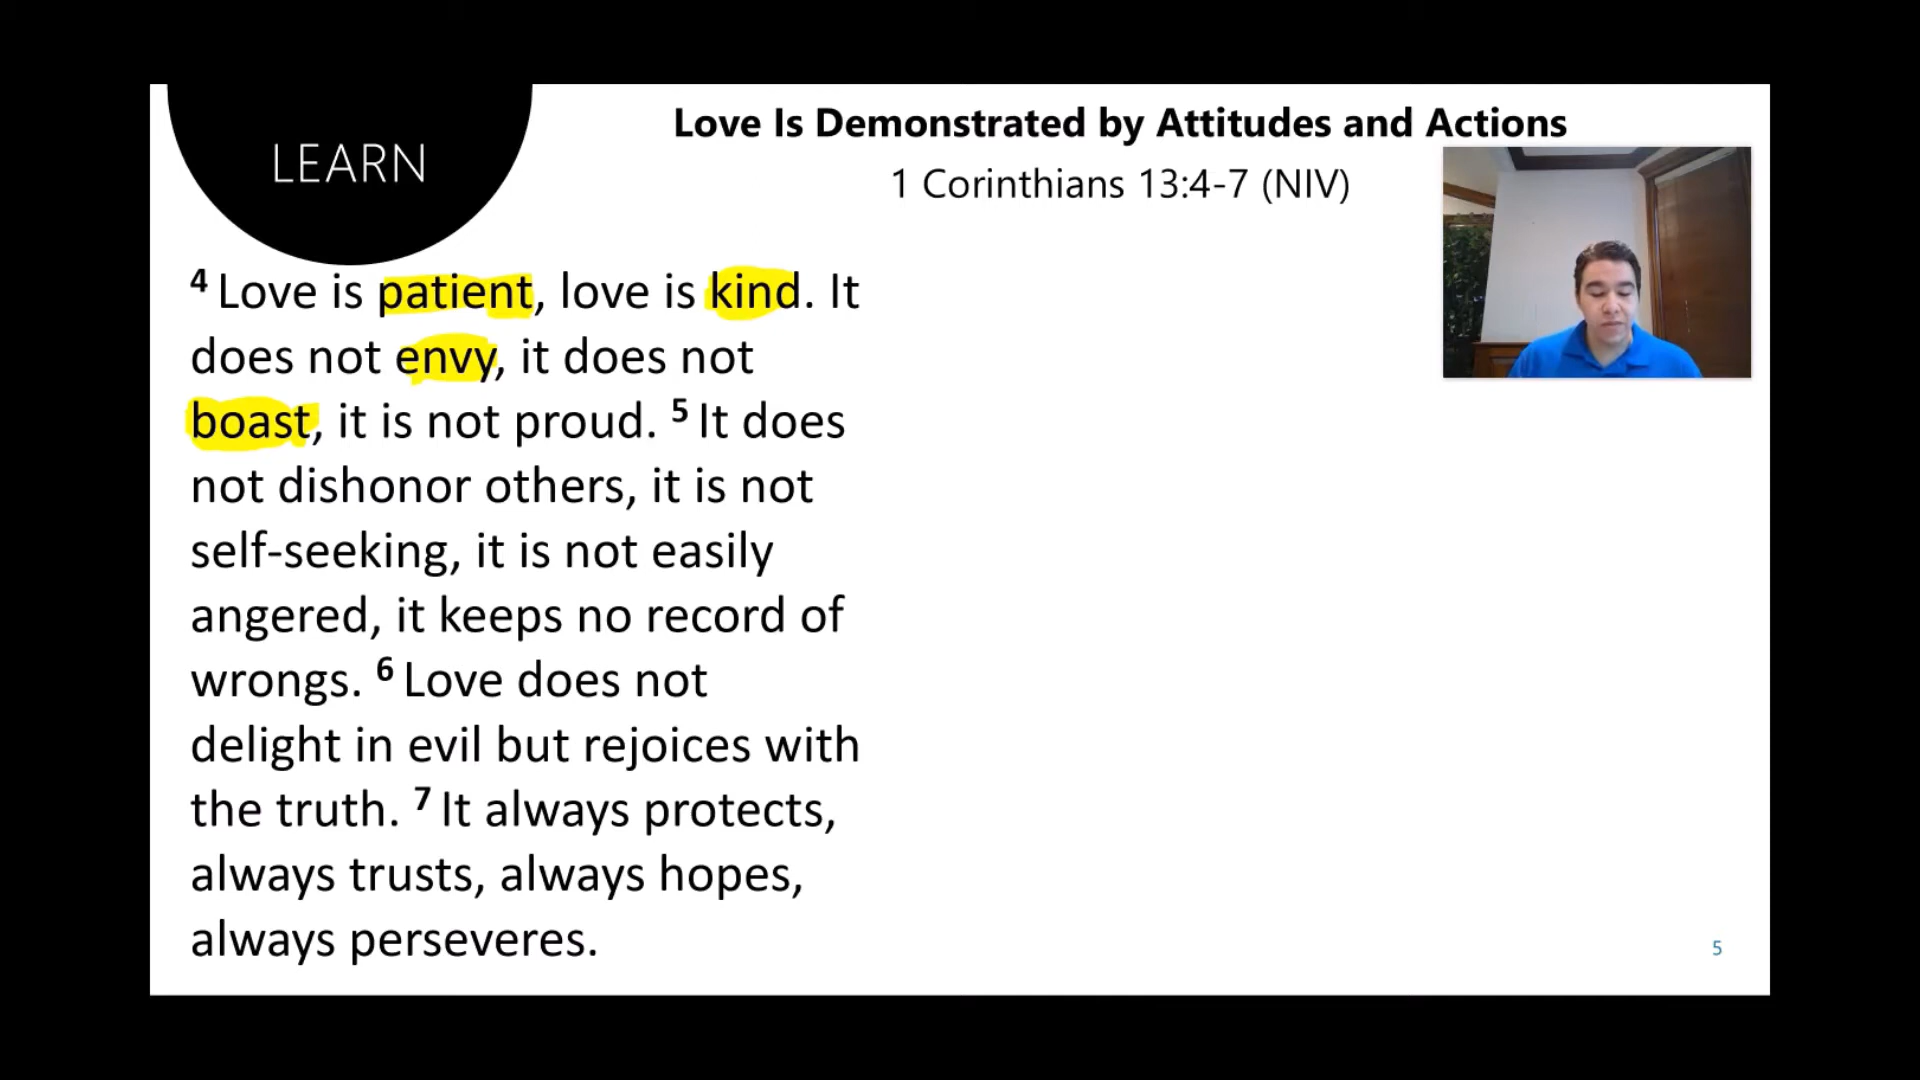 LEARN
Love Is Demonstrated by Attitudes and Actions
1 Corinthians 13:4-7 (NIV)
4 Love is patient, love is kind. It
does not envy, it does not
boast, it is not proud. 5 It does
not dishonor others, it is not
self-seeking, it is not easily
angered, it keeps no record of
wrongs. 6 Love does not
delight in evil but rejoices with
the truth. 7 It always protects,
always trusts, always hopes,
always perseveres.
5